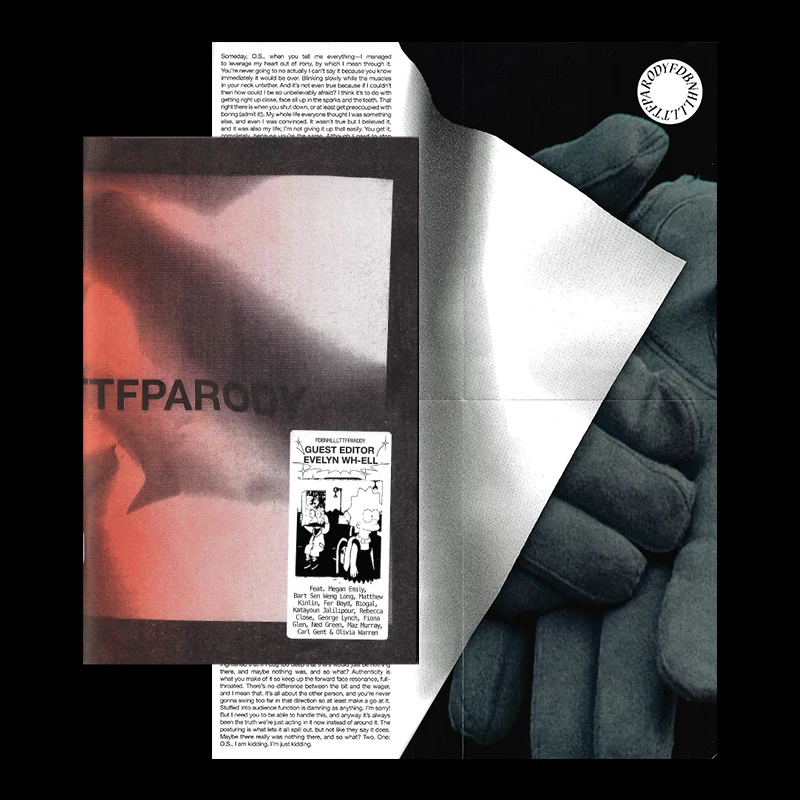 Someday, O.S., when you tell me everything—I managed
to leverage my heart out of irony, by which I mean through it.
You're never going to no actually I can't say it because you know
immediately it would be over. Blinking slowly while the muscles
in your neck untether. And it's not even true because if I couldn't
then how could I be so unbelievably afraid? I think it's to do with
getting right up close, face all up in the sparks and the teeth. That
right there is when you shut down, or at least get preoccupied with
boring (admit it). My whole life everyone thought I was something
else, and even I was convinced. It wasn't true but I believed it,
and it was also my life; I'm not giving it up that easily. You get it,
completely, because you're the same. Although I need to stop
PARODYFDBNHLLLTTF
TTFPARODY
FDBNHLLLTTFPARODY
GUEST EDITOR
EVELYN WH-ELL
Feat. Megan Emily,
Bart Sen Weng Long, Matthew
Kinlin, Fer Boyd, Biogal,
Katayoun Jalilipour, Rebecca
Close, George Lynch, Fiona
Glen, Ned Green, Maz Murray,
Carl Gent & Olivia Warren
there, and maybe nothing was, and so what? Authenticity is
what you make of it so keep up the forward face resonance, full-
throated. There's no difference between the bit and the wager,
and I mean that. It's all about the other person, and you're never
gonna swing too far in that direction so at least make a go at it.
Stuffed into audience function is damning as anything. I'm sorry!
But I need you to be able to handle this, and anyway it's always
been the truth we're just acting in it now instead of around it. The
posturing is what lets it all spill out, but not like they say it does.
Maybe there really was nothing there, and so what? Two, One:
O.S., I am kidding. I'm just kidding.